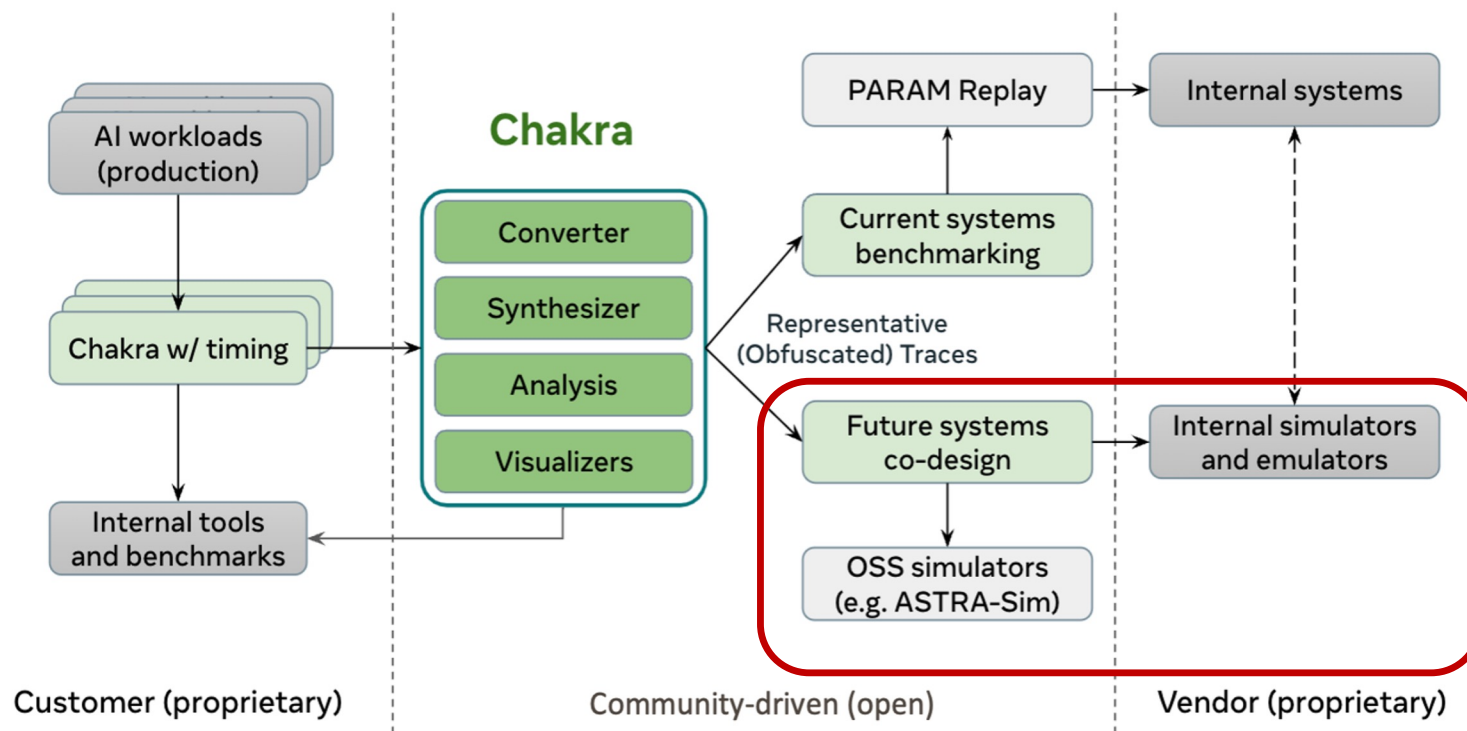 AI workloads
(production)
Chakra w/ timing
Internal tools
and benchmarks
Customer (proprietary)
Chakra
Converter
Synthesizer
Analysis
Visualizers
PARAM Replay
Current systems
benchmarking
Representative
(Obfuscated) Traces
Future systems
co-design
OSS simulators
(e.g. ASTRA-Sim)
Community-driven (open)
Internal systems
Internal simulators
and emulators
Vendor (proprietary)